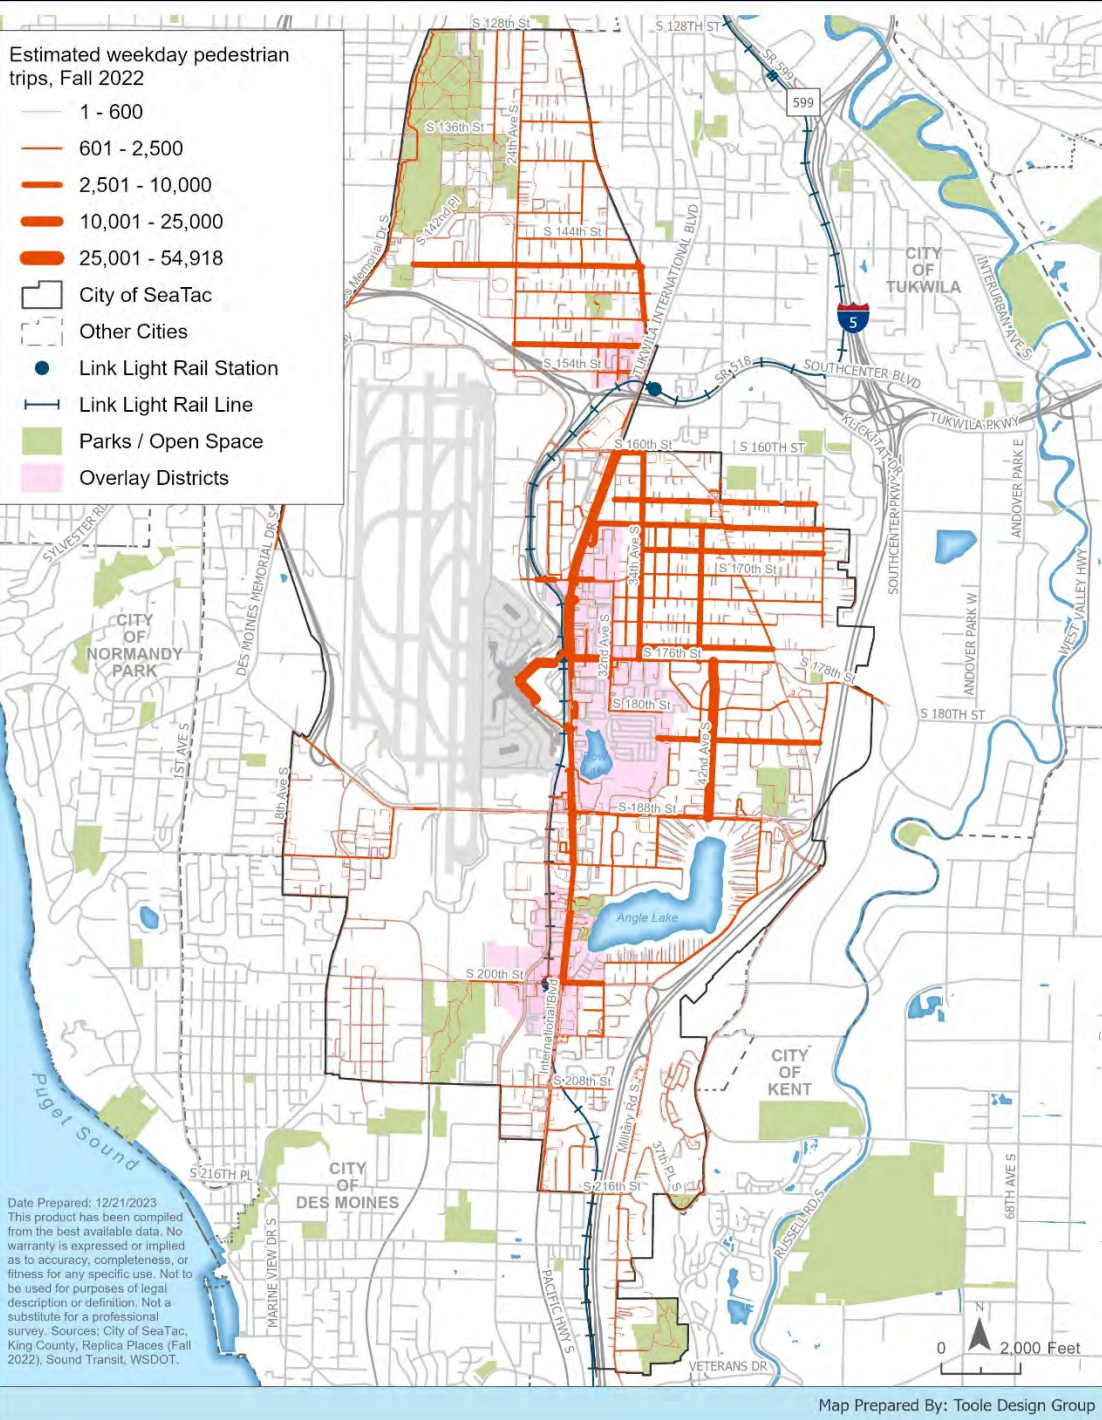 Estimated weekday pedestrian
trips, Fall 2022
1 - 600
601 - 2,500
2,501 - 10,000
10,001 - 25,000
25,001 - 54,918
City of SeaTac
Other Cities
Link Light Rail Station
Link Light Rail Line
Parks / Open Space
Overlay Districts
S 128th St
S 128TH ST
SR 599
599
S 136th St
24th Ave S
S 142nd Pl
S 144th St
Memorial Dr S
TUKWILA INTERNATIONAL BLVD
CITY
OF
TUKWILA
INTERURBAN AVE S
5
S 154th St
SR 518
SOUTHCENTER BLVD
TUKWILA PKWY
KLICKITAT DR
S 160th St
S 160TH ST
ANDOVER PARK E
SOUTHCENTER PKWY
SYLVESTER RD
DES MOINES MEMORIAL DR S
34th Ave S
S 170th St
WEST VALLEY HWY
CITY
OF
NORMANDY
PARK
32nd Ave S
S 176th St
S 178th St
ANDOVER PARK W
S 180th St
S 180TH ST
1ST AVE S
42nd Ave S
8th Ave S
S 188th St
Angle Lake
S 200th St
International Blvd
CITY
OF
KENT
S 208th St
Military Rd S
37th Pl S
Puget Sound
S 216TH PL
CITY
OF
DES MOINES
S 216th St
68TH AVE S
RUSSELL RD S
MARINE VIEW DR S
PACIFIC HWY S
VETERANS DR
Date Prepared: 12/21/2023
This product has been compiled
from the best available data. No
warranty is expressed or implied
as to accuracy, completeness, or
fitness for any specific use. Not to
be used for purposes of legal
description or definition. Not a
substitute for a professional
survey. Sources: City of SeaTac,
King County, Replica Places (Fall
2022), Sound Transit, WSDOT.
N
0 2,000 Feet
Map Prepared By: Toole Design Group